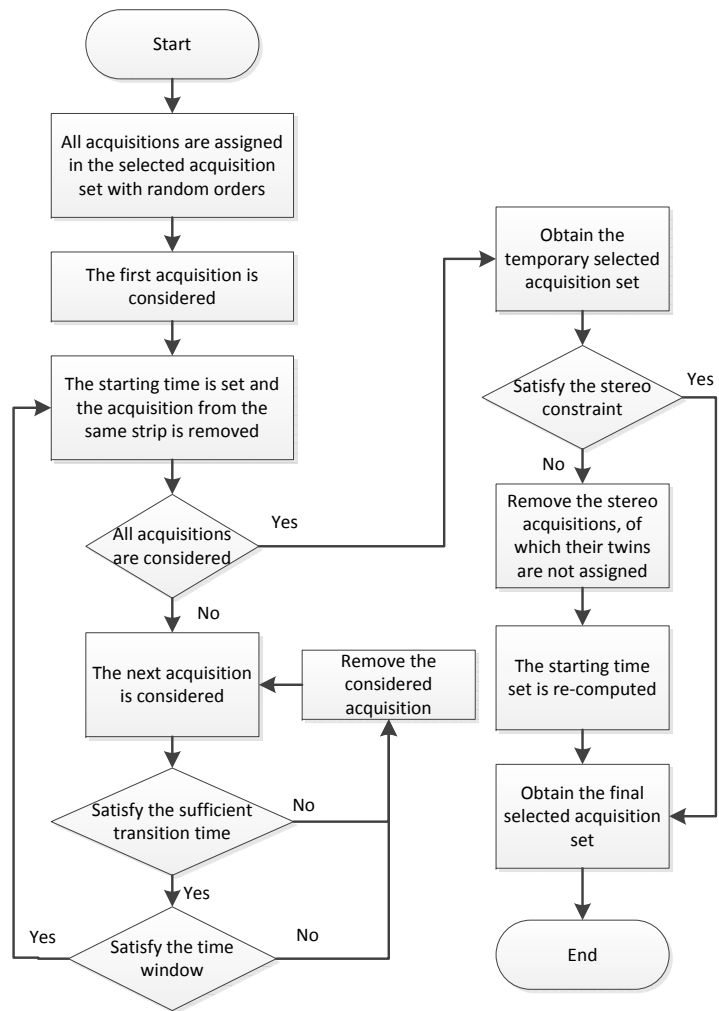 Start
All acquisitions are assigned
in the selected acquisition
set with random orders
The first acquisition is
considered
The starting time is set and
the acquisition from the
same strip is removed
All acquisitions
are considered
Yes
No
The next acquisition
is considered
Remove the
considered
acquisition
Satisfy the sufficient
transition time
No
Yes
Satisfy the time
window
Yes
No
Obtain the
temporary selected
acquisition set
Satisfy the stereo
constraint
Yes
No
Remove the stereo
acquisitions, of
which their twins
are not assigned
The starting time
set is re-computed
Obtain the final
selected acquisition
set
End